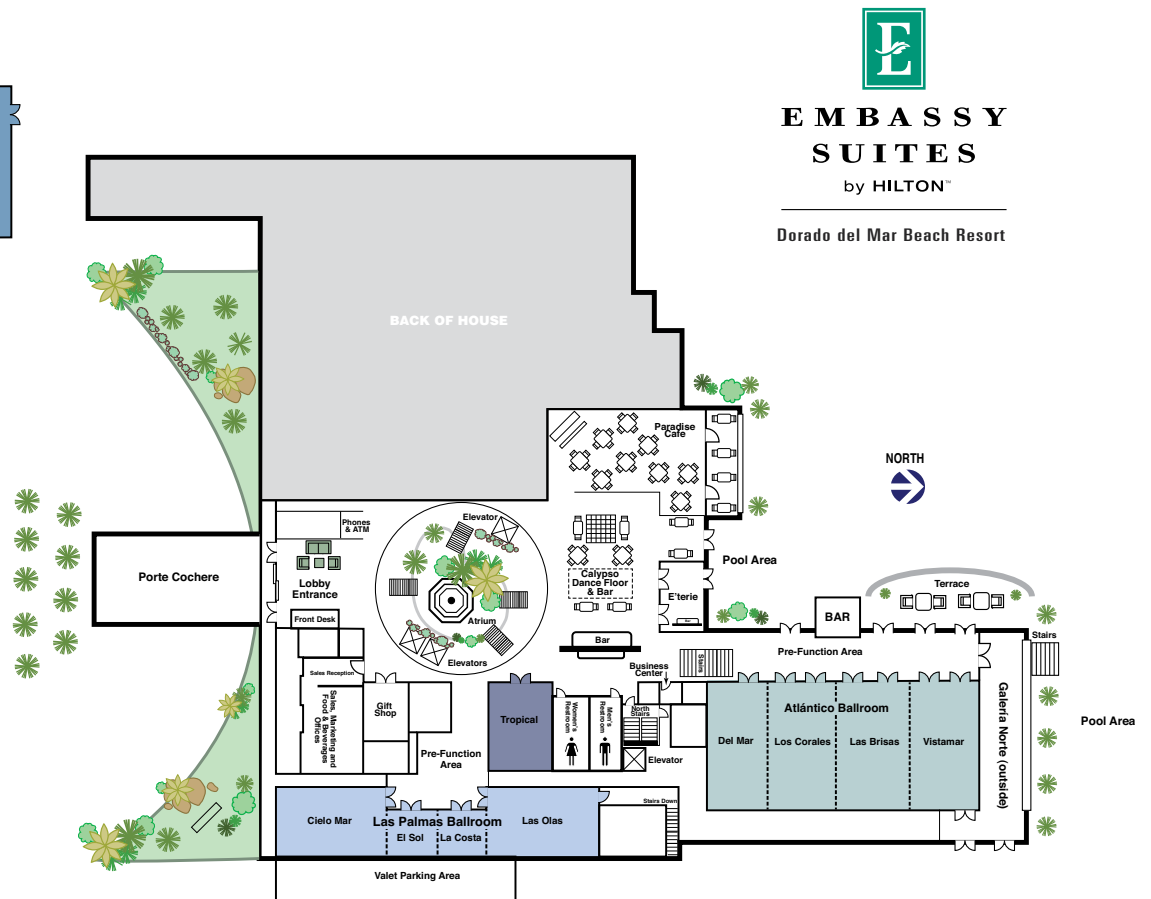 E
EMBASSY
SUITES
by HILTON™
Dorado del Mar Beach Resort
BACK OF HOUSE
Paradise
Cafe
NORTH
Elevator
Phones
& ATM
Porte Cochere
Lobby
Entrance
Front Desk
Atrium
Elevators
Calypso
Dance Floor
& Bar
E'terie
Bar
Bar
Pool Area
Terrace
BAR
Stairs
Pre-Function Area
Sales Reception
Sales, Marketing and
Food & Beverages
Offices
Gift
Shop
Pre-Function
Area
Tropical
Women's
Restroom
Men's
Restroom
Business
Center
North
Stairs
Stairs
Elevator
Atlántico Ballroom
Del Mar
Los Corales
Las Brisas
Vistamar
Galería Norte (outside)
Pool Area
Stairs Down
Cielo Mar
Las Palmas Ballroom
El Sol
La Costa
Las Olas
Valet Parking Area